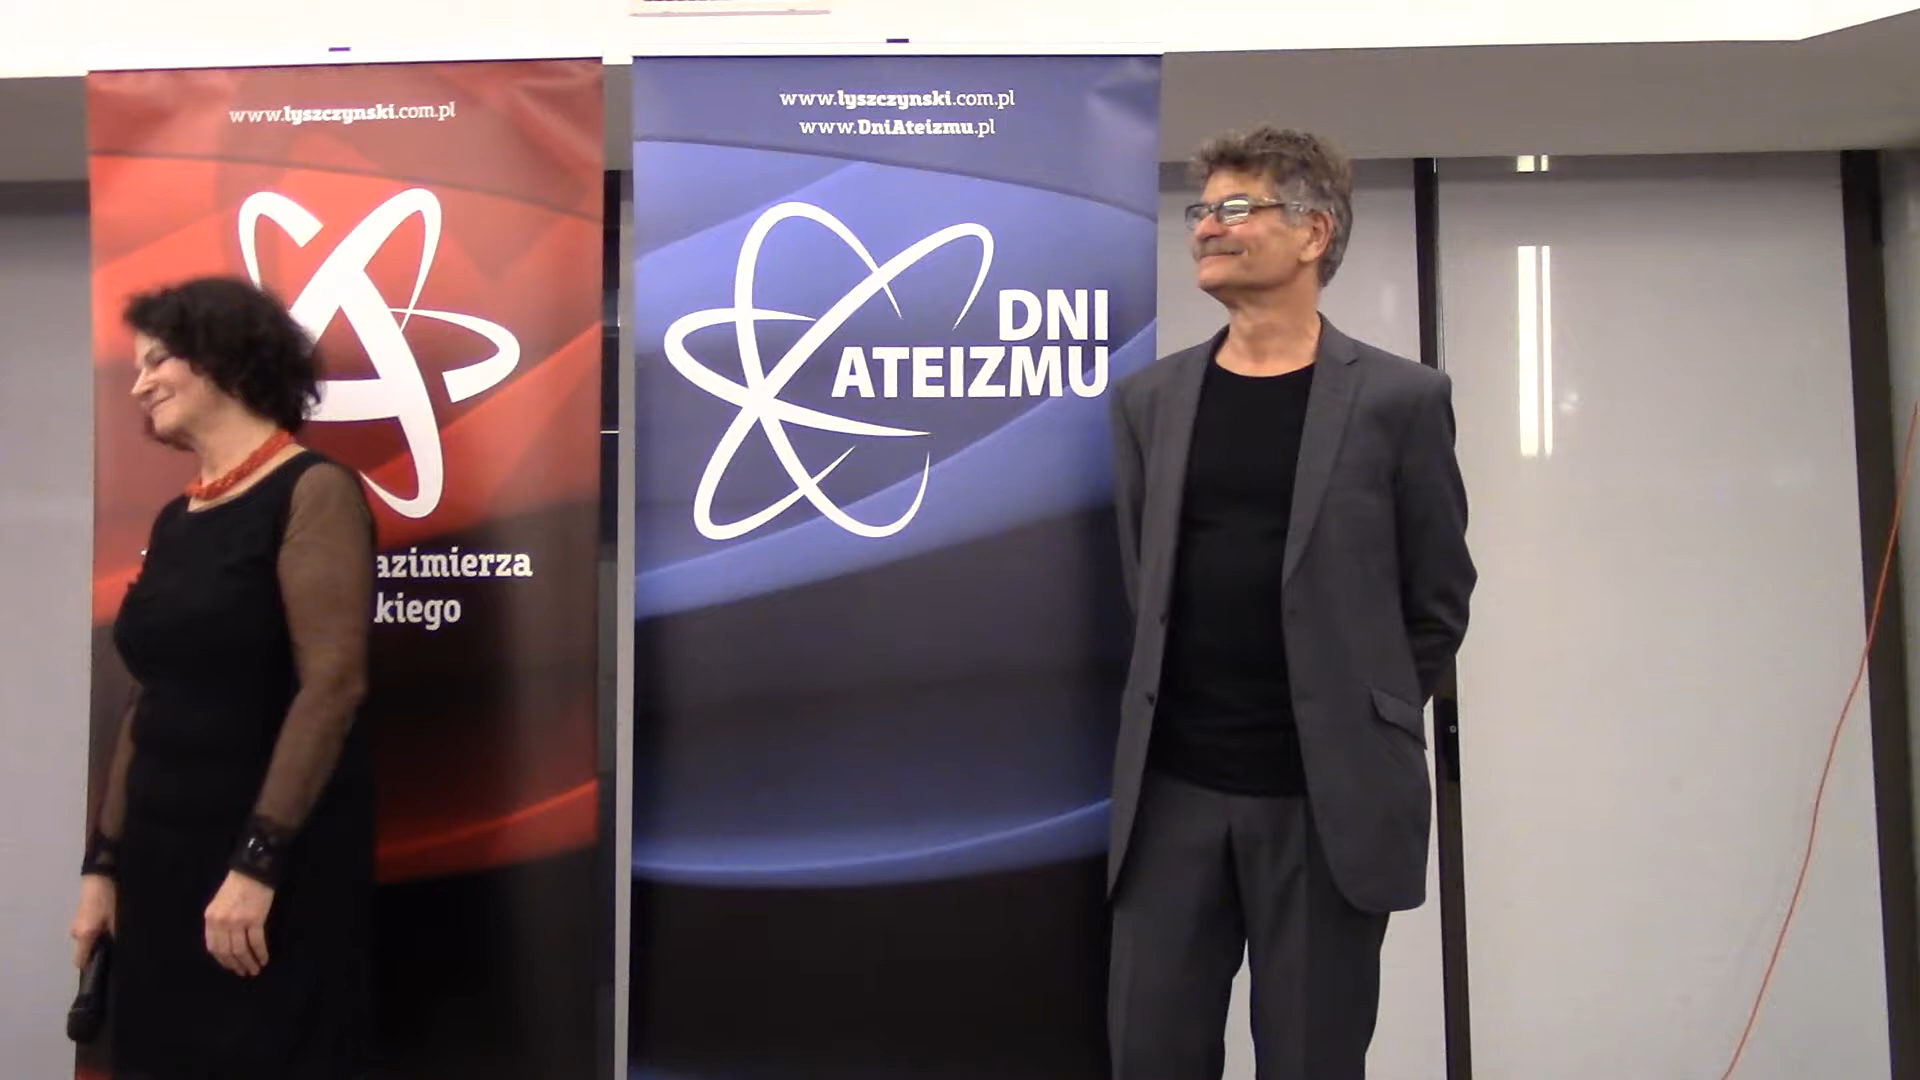 www.lyszczynski.com.pl
azimierza
kiego
www.lyszczynski.com.pl
www.DniAteizmu.pl
DNI
ATEIZMU